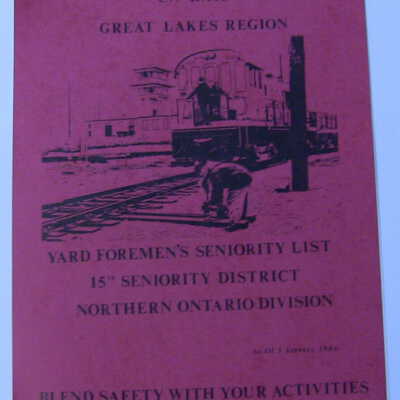 GREAT LAKES REGION
YARD FOREMEN'S SENIORITY LIST
15TH SENIORITY DISTRICT
NORTHERN ONTARIO DIVISION
BLEND SAFETY WITH YOUR ACTIVITIES